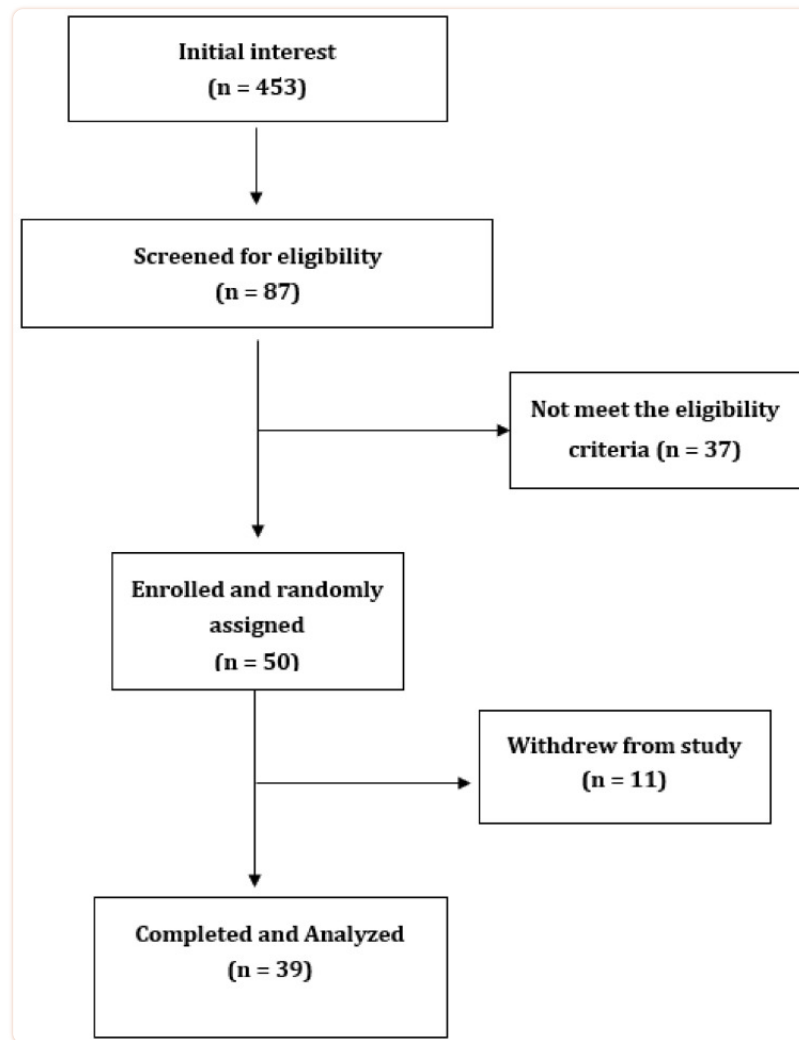 Initial interest
(n = 453)
Screened for eligibility
(n = 87)
Not meet the eligibility
criteria (n = 37)
Enrolled and randomly
assigned
(n = 50)
Withdrew from study
(n = 11)
Completed and Analyzed
(n = 39)